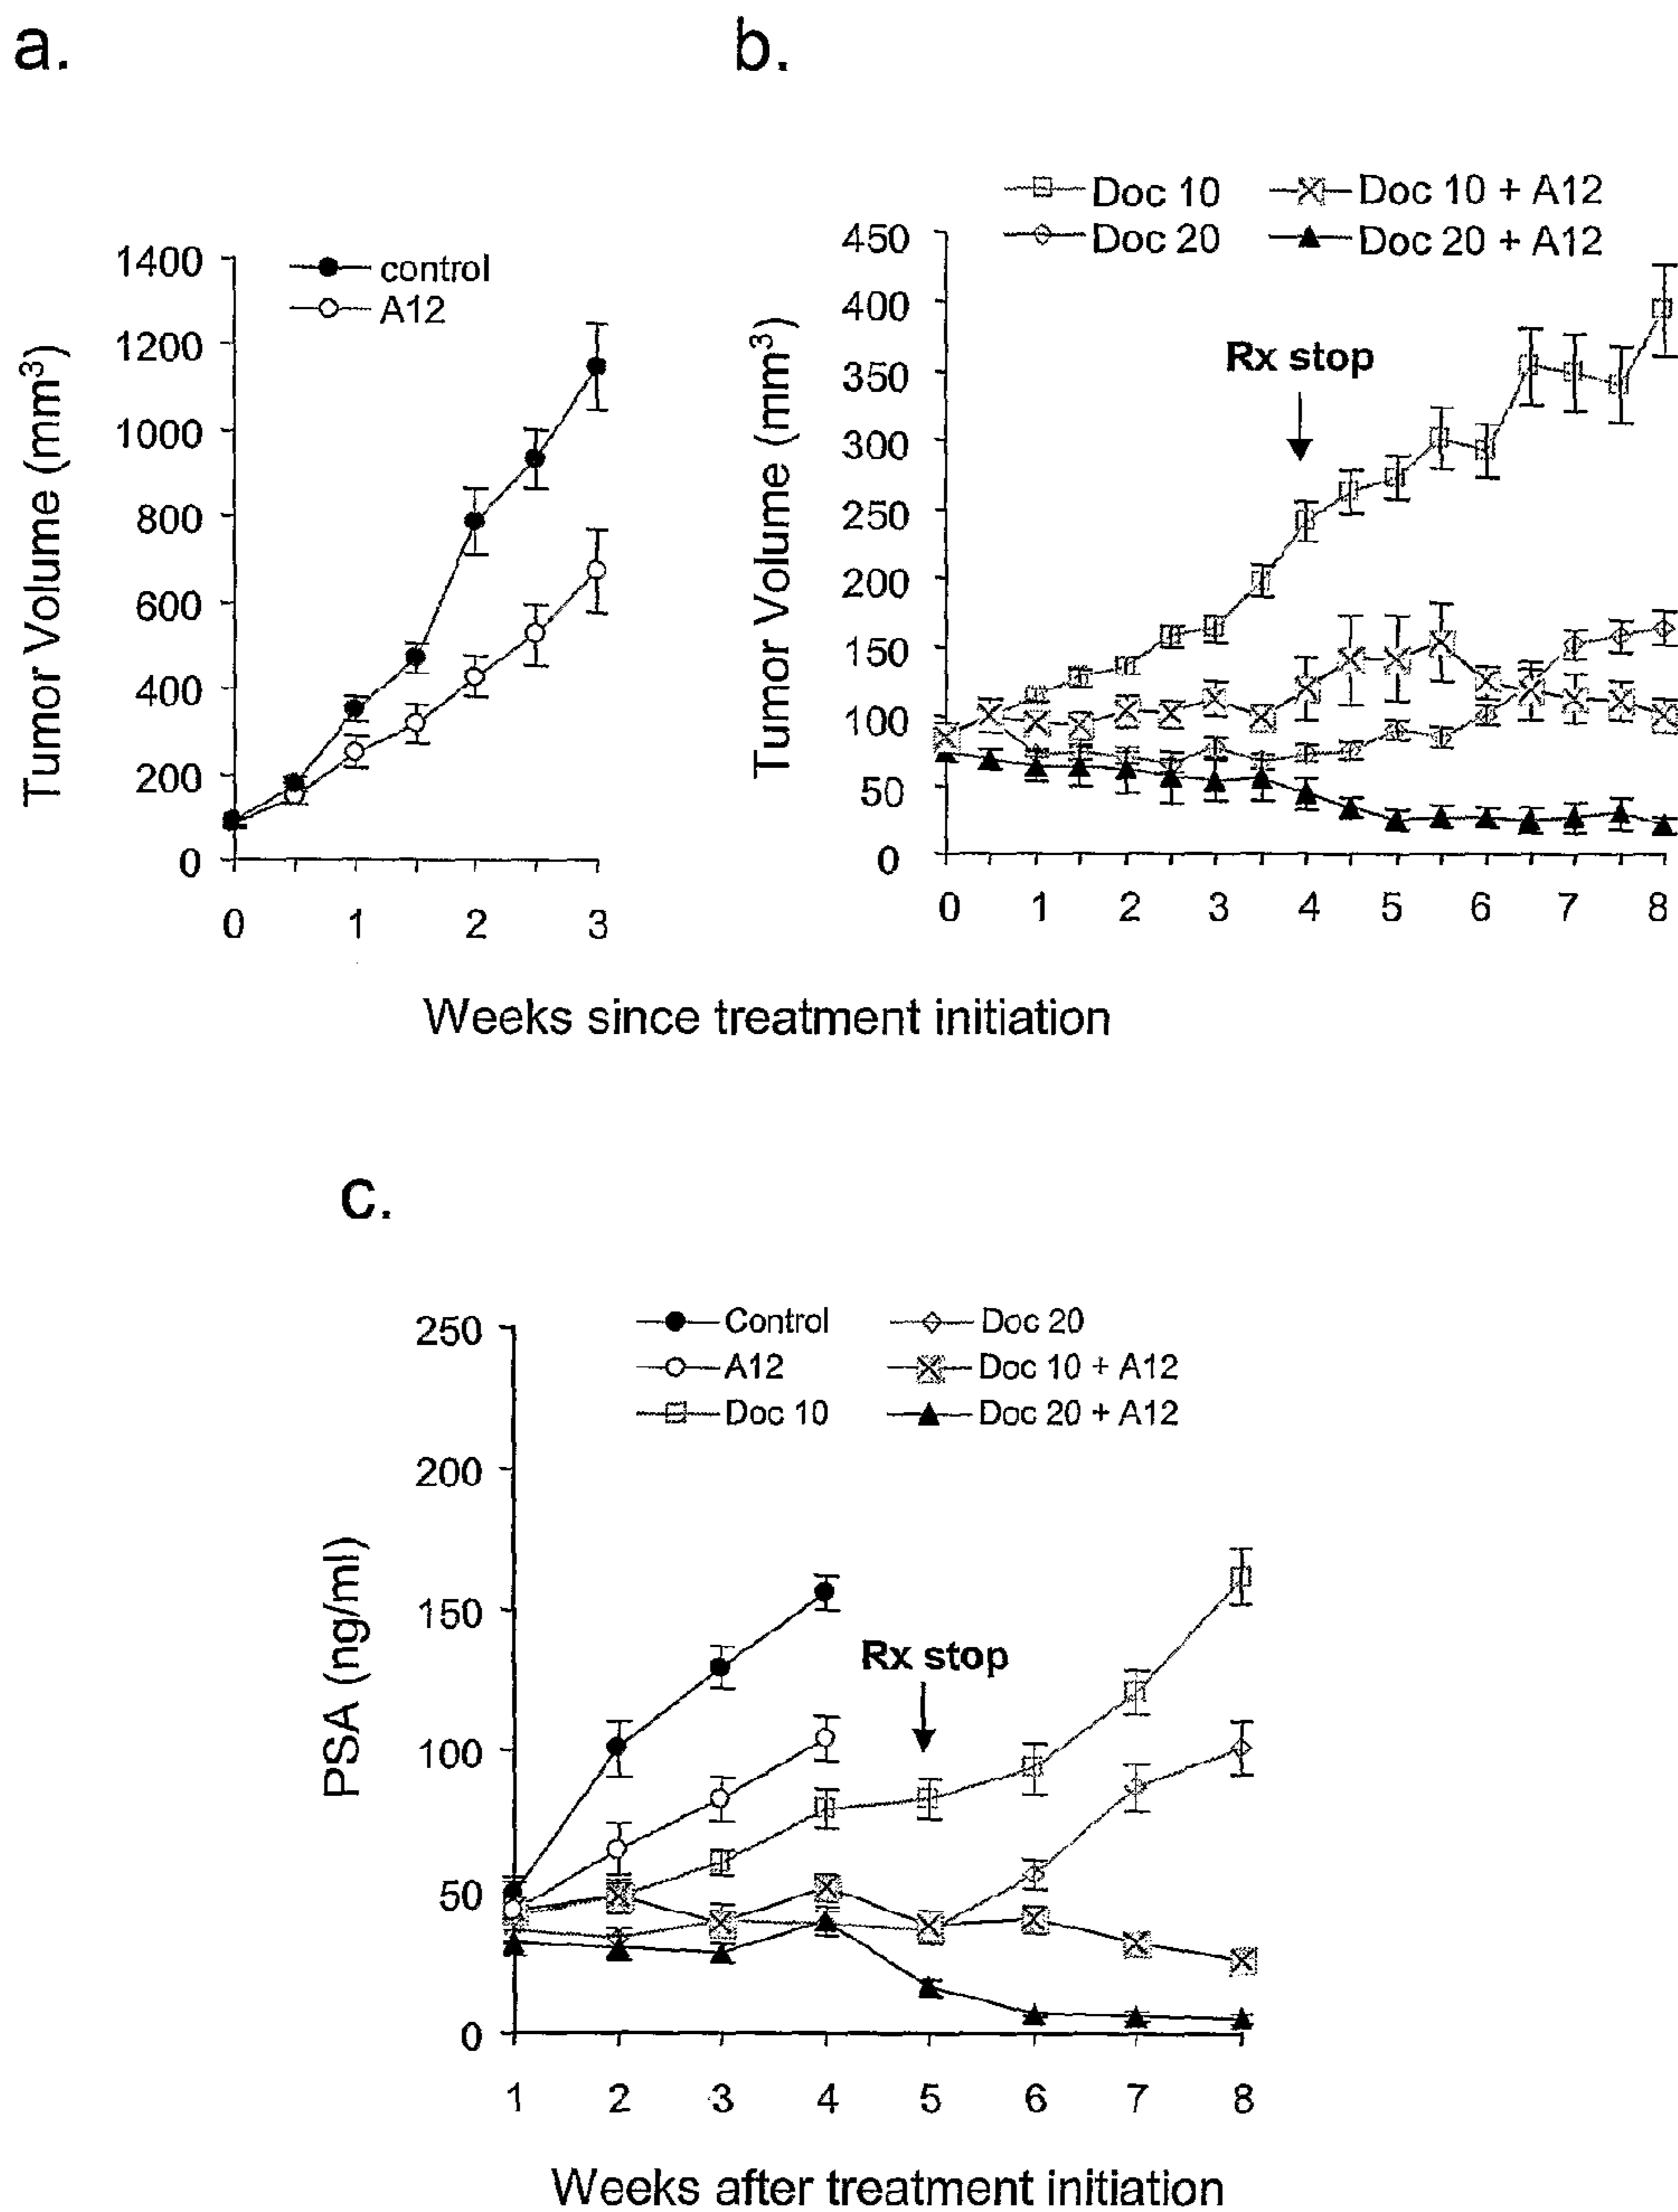 a.
b.
Doc 10
Doc 10 + A12
Doc 20
Doc 20 + A12
control
A12
Tumor Volume (mm³)
1400
1200
1000
800
600
400
200
0
0 1 2 3
Tumor Volume (mm³)
450
400
350
300
250
200
150
100
50
0
Rx stop
0 1 2 3 4 5 6 7 8
Weeks since treatment initiation
c.
Control
Doc 20
A12
Doc 10 + A12
Doc 10
Doc 20 + A12
PSA (ng/ml)
250
200
150
100
50
0
Rx stop
1 2 3 4 5 6 7 8
Weeks after treatment initiation